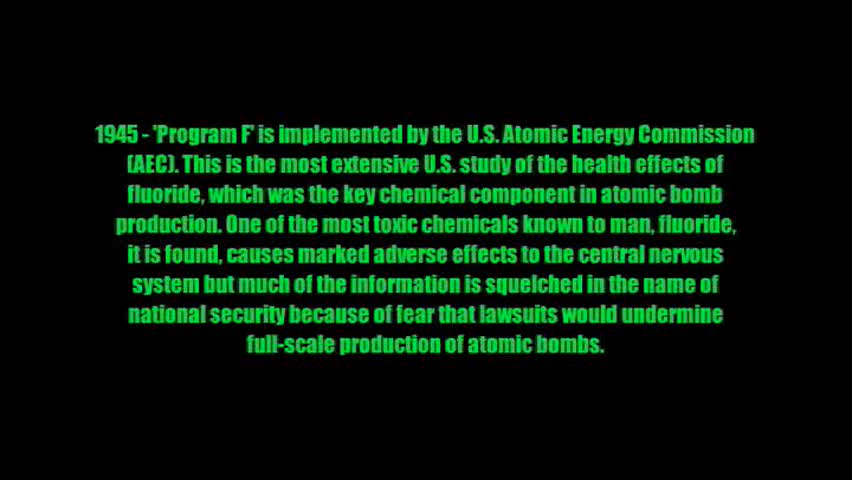 1945 - 'Program F' is implemented by the U.S. Atomic Energy Commission
(AEC). This is the most extensive U.S. study of the health effects of
fluoride, which was the key chemical component in atomic bomb
production. One of the most toxic chemicals known to man, fluoride,
it is found, causes marked adverse effects to the central nervous
system but much of the information is squelched in the name of
national security because of fear that lawsuits would undermine
full-scale production of atomic bombs.